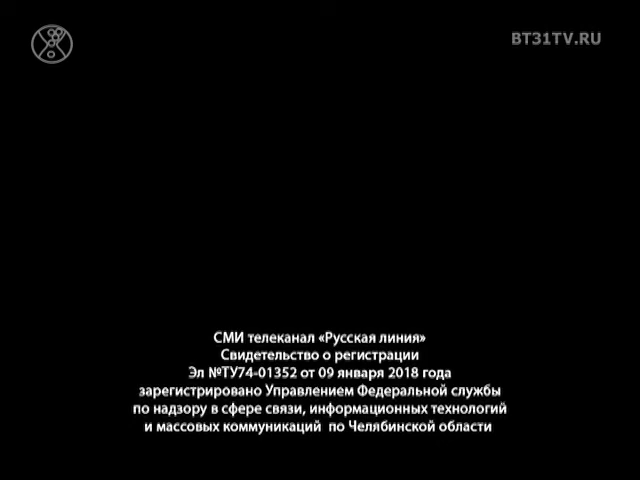 BT31TV.RU
СМИ телеканал «Русская линия»
Свидетельство о регистрации
Эл №ТУ74-01352 от 09 января 2018 года
зарегистрировано Управлением Федеральной службы
по надзору в сфере связи, информационных технологий
и массовых коммуникаций по Челябинской области